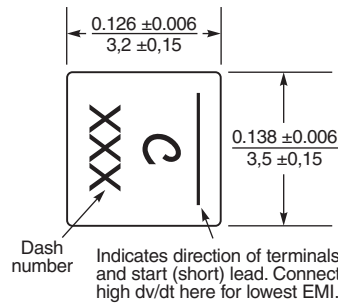 0.126 ±0.006
3,2 ±0,15
XXX
C
0.138 ±0.006
3,5 ±0,15
Dash
number
Indicates direction of terminals
and start (short) lead. Connect
high dv/dt here for lowest EMI.